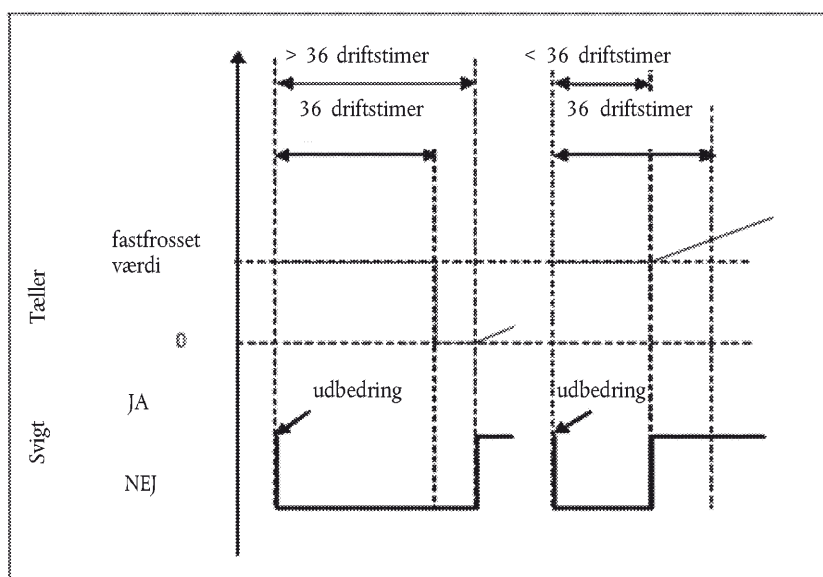 > 36 driftstimer
< 36 driftstimer
36 driftstimer
36 driftstimer
fastfrosset
værdi
Tæller
0
JA
udbedring
udbedring
Svigt
NEJ